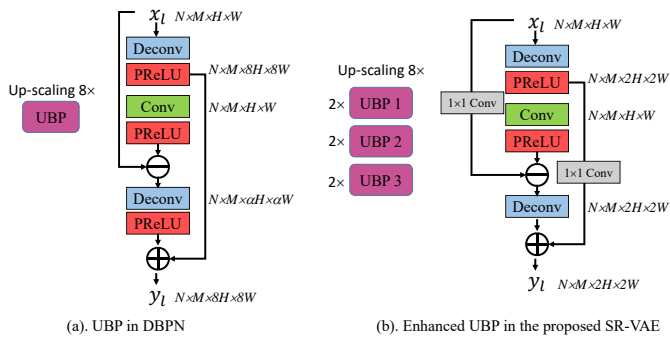 x_l N×M×H×W
Deconv
PReLU N×M×8H×8W
Up-scaling 8×
UBP
Conv N×M×H×W
PReLU
−
Deconv N×M×αH×αW
PReLU
+
y_l N×M×8H×8W
(a). UBP in DBPN
x_l N×M×H×W
Deconv
Up-scaling 8×
PReLU N×M×2H×2W
1×1 Conv
2× UBP 1
Conv N×M×H×W
2× UBP 2
PReLU
−
1×1 Conv
2× UBP 3
Deconv N×M×2H×2W
+
y_l N×M×2H×2W
(b). Enhanced UBP in the proposed SR-VAE